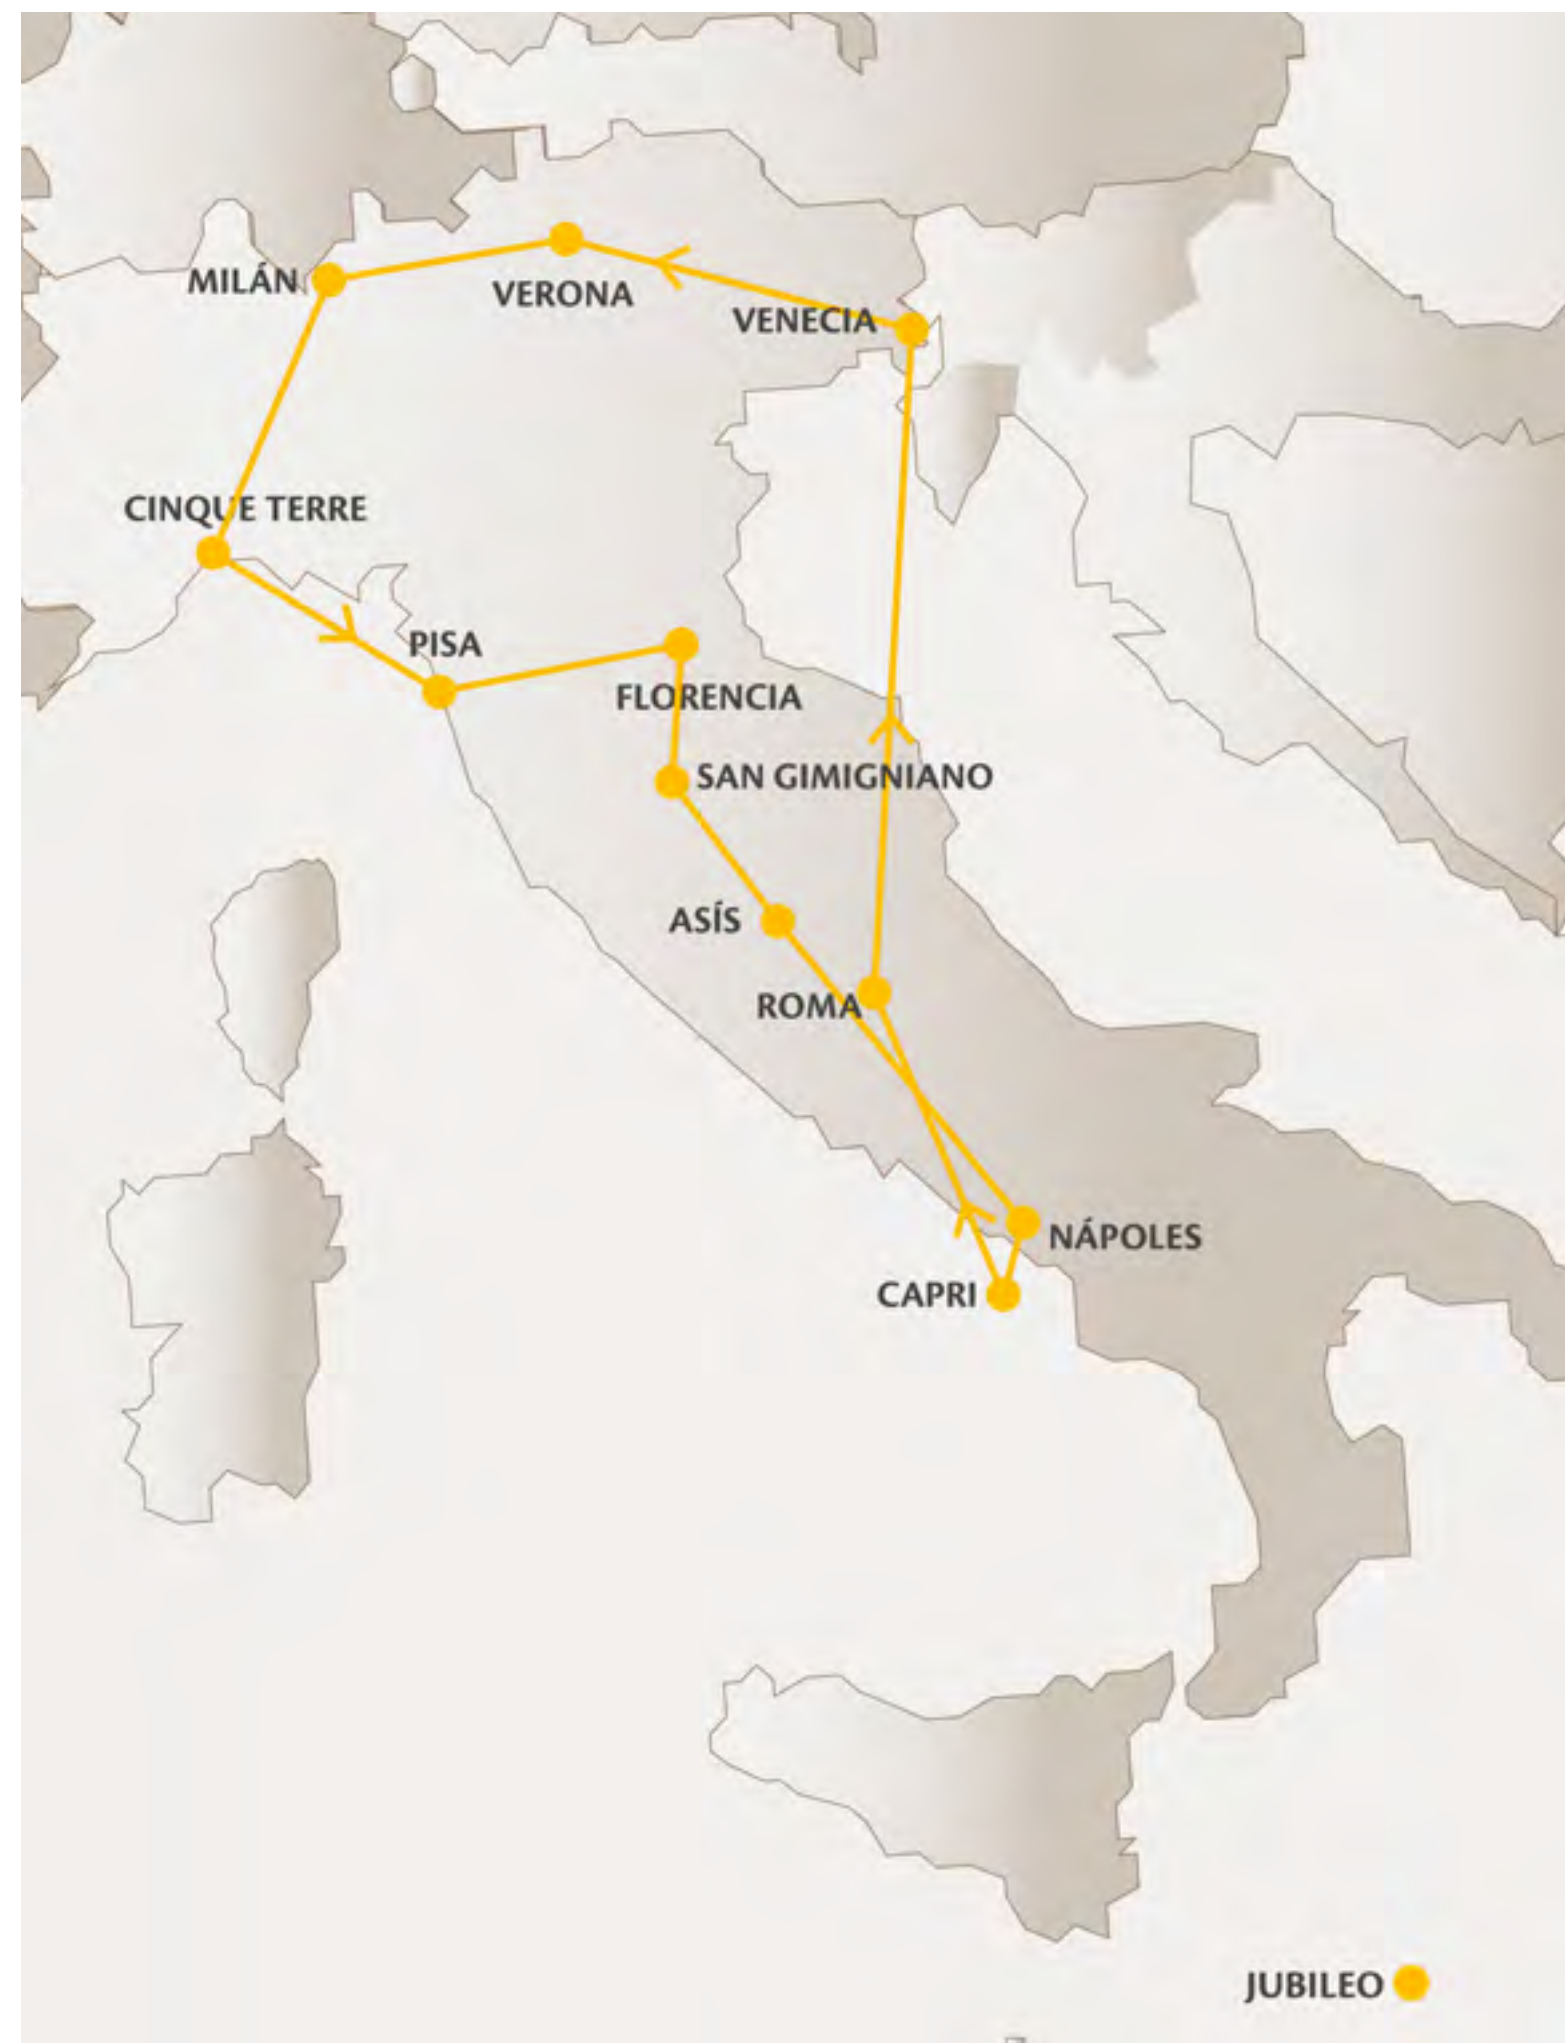 MILÁN
VERONA
VENECIA
CINQUE TERRE
PISA
FLORENCIA
SAN GIMIGNIANO
ASÍS
ROMA
NÁPOLES
CAPRI
JUBILEO